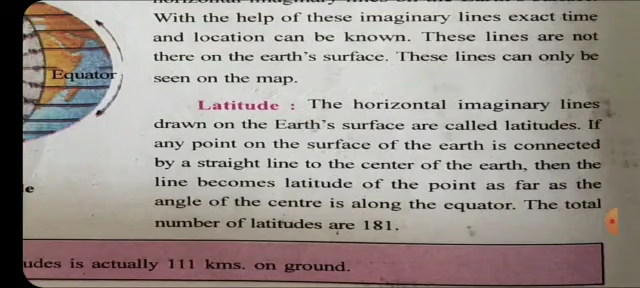 With the help of these imaginary lines exact time
and location can be known. These lines are not
there on the earth's surface. These lines can only be
seen on the map.
Equator
Latitude : The horizontal imaginary lines
drawn on the Earth's surface are called latitudes. If
any point on the surface of the earth is connected
by a straight line to the center of the earth, then the
line becomes latitude of the point as far as the
angle of the centre is along the equator. The total
number of latitudes are 181.
udes is actually 111 kms. on ground.